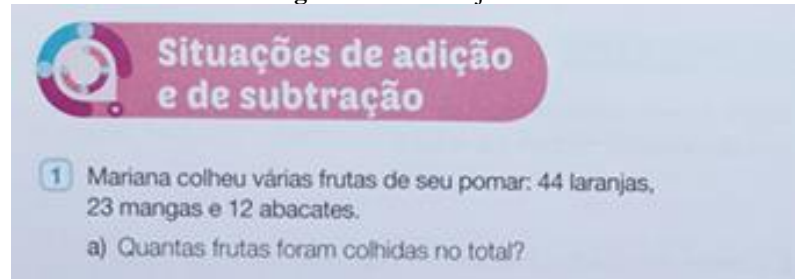 Situações de adição
e de subtração
1 Mariana colheu várias frutas de seu pomar: 44 laranjas,
23 mangas e 12 abacates.
a) Quantas frutas foram colhidas no total?